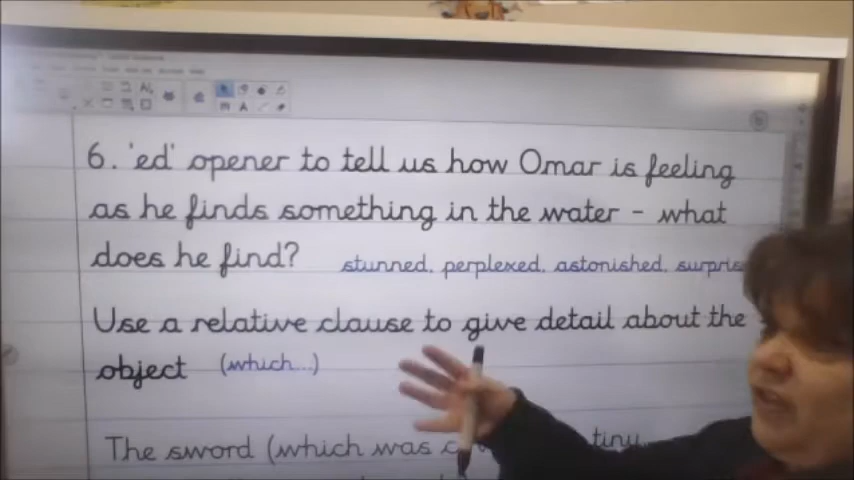 6. 'ed' opener to tell us how Omar is feeling
as he finds something in the water - what
does he find? stunned, perplexed, astonished, surpris
Use a relative clause to give detail about the
object (which...)
The sword (which was tiny